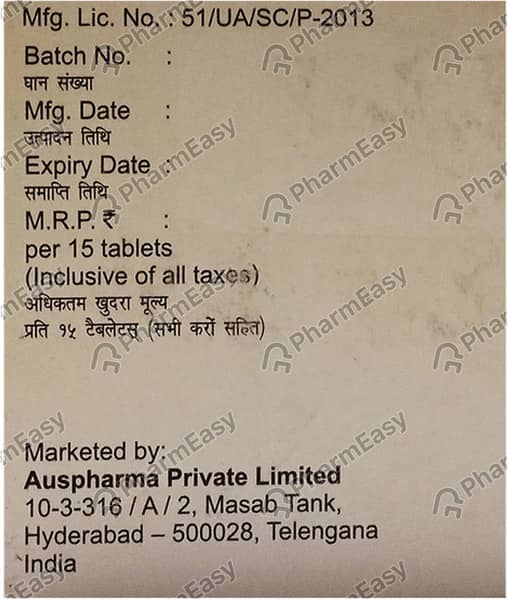 Mfg. Lic. No. : 51/UA/SC/P-2013
Batch No. :
घान संख्या
Mfg. Date :
उत्पादन तिथि
Expiry Date :
समाप्ति तिथि
M.R.P. ₹ :
per 15 tablets
(Inclusive of all taxes)
अधिकतम खुदरा मूल्य
प्रति १५ टैबलेटस् (सभी करों सहित)
Marketed by:
Auspharma Private Limited
10-3-316 / A / 2, Masab Tank,
Hyderabad – 500028, Telengana
India
PharmEasy